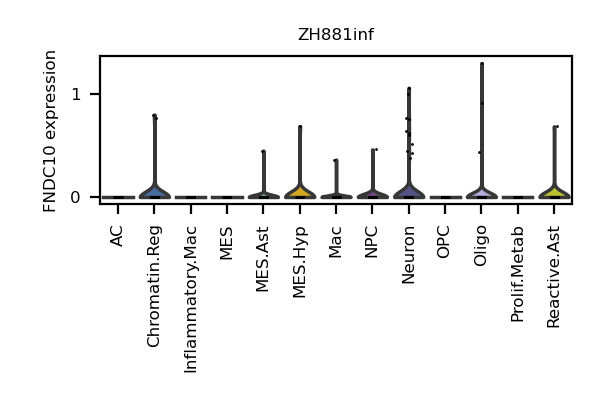 ZH881inf
FNDC10 expression
1
0
AC
Chromatin.Reg
Inflammatory.Mac
MES
MES.Ast
MES.Hyp
Mac
NPC
Neuron
OPC
Oligo
Prolif.Metab
Reactive.Ast